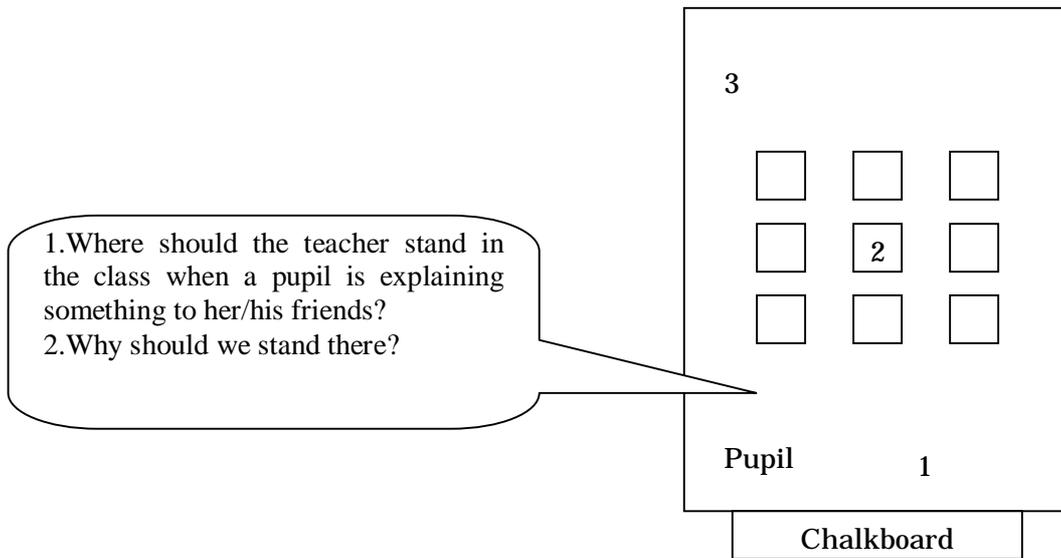 1.Where should the teacher stand in
the class when a pupil is explaining
something to her/his friends?
2.Why should we stand there?
3
2
Pupil
1
Chalkboard